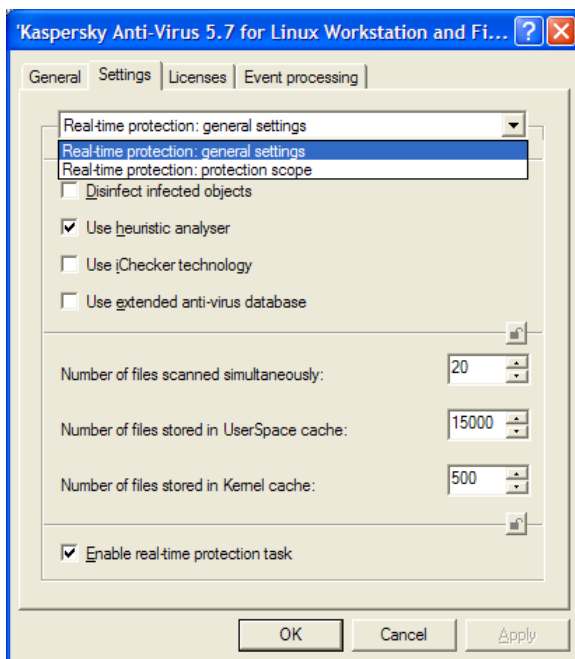 'Kaspersky Anti-Virus 5.7 for Linux Workstation and Fi...
General Settings Licenses Event processing
Real-time protection: general settings
Real-time protection: general settings
Real-time protection: protection scope
Disinfect infected objects
Use heuristic analyser
Use iChecker technology
Use extended anti-virus database
Number of files scanned simultaneously: 20
Number of files stored in UserSpace cache: 15000
Number of files stored in Kernel cache: 500
Enable real-time protection task
OK Cancel Apply